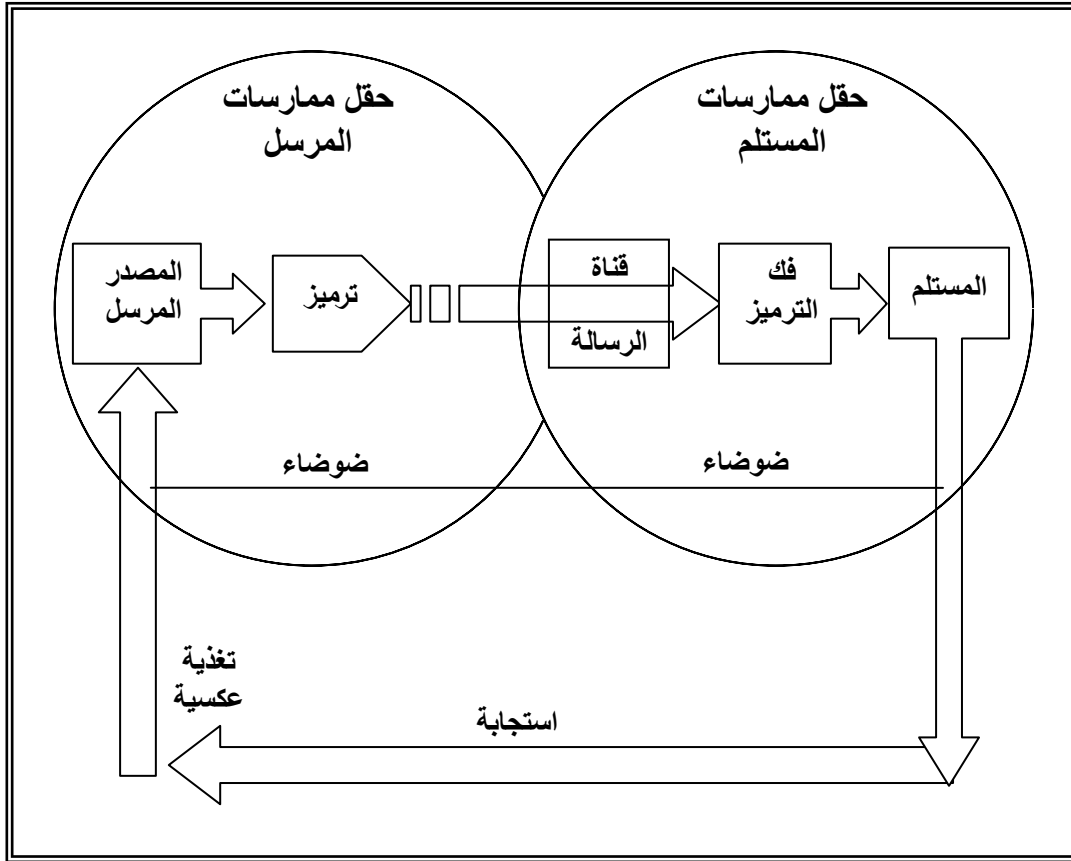 حقل ممارسات
المرسل
حقل ممارسات
المستلم
المصدر
المرسل
ترميز
قناة
الرسالة
فك
الترميز
المستلم
ضوضاء
ضوضاء
تغذية
عكسية
استجابة